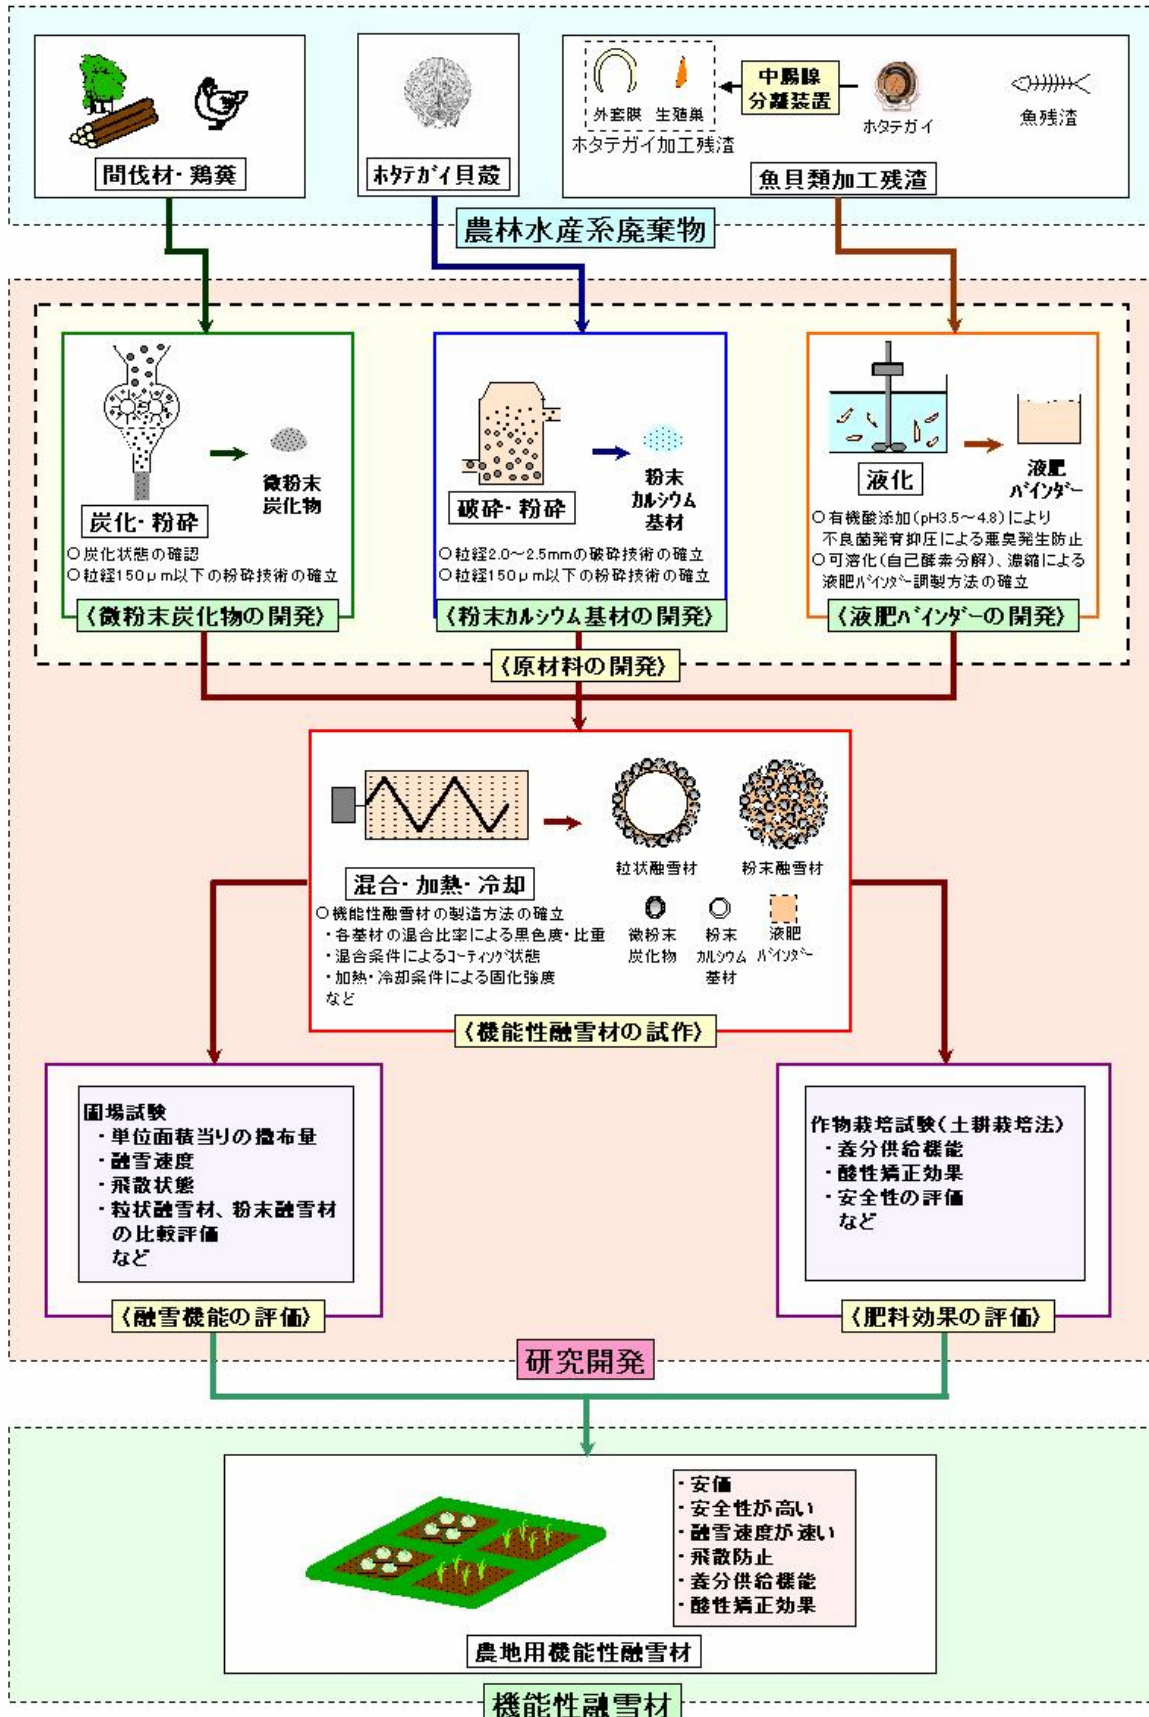 外套膜
生殖巣
ホタテガイ加工残渣
中腸腺
分離装置
ホタテガイ
魚残渣
間伐材・鶏糞
ホタテガイ貝殻
魚貝類加工残渣
農林水産系廃棄物
微粉末
炭化物
炭化・粉砕
○炭化状態の確認
○粒経150μm以下の粉砕技術の確立
〈微粉末炭化物の開発〉
粉末
カルシウム
基材
破砕・粉砕
○粒経2.0～2.5mmの破砕技術の確立
○粒経150μm以下の粉砕技術の確立
〈粉末カルシウム基材の開発〉
液化
液肥
バインダー
○有機酸添加(pH3.5～4.8)により
不良菌発育抑圧による悪臭発生防止
○可溶化(自己酵素分解)、濃縮による
液肥バインダー調製方法の確立
〈液肥バインダーの開発〉
〈原材料の開発〉
粒状融雪材
粉末融雪材
混合・加熱・冷却
○機能性融雪材の製造方法の確立
・各基材の混合比率による黒色度・比重
・混合条件によるコーティング状態
・加熱・冷却条件による固化強度
など
微粉末
炭化物
粉末
カルシウム
基材
液肥
バインダー
〈機能性融雪材の試作〉
圃場試験
・単位面積当りの撒布量
・融雪速度
・飛散状態
・粒状融雪材、粉末融雪材
の比較評価
など
〈融雪機能の評価〉
作物栽培試験(土耕栽培法)
・養分供給機能
・酸性矯正効果
・安全性の評価
など
〈肥料効果の評価〉
研究開発
・安価
・安全性が高い
・融雪速度が速い
・飛散防止
・養分供給機能
・酸性矯正効果
農地用機能性融雪材
機能性融雪材